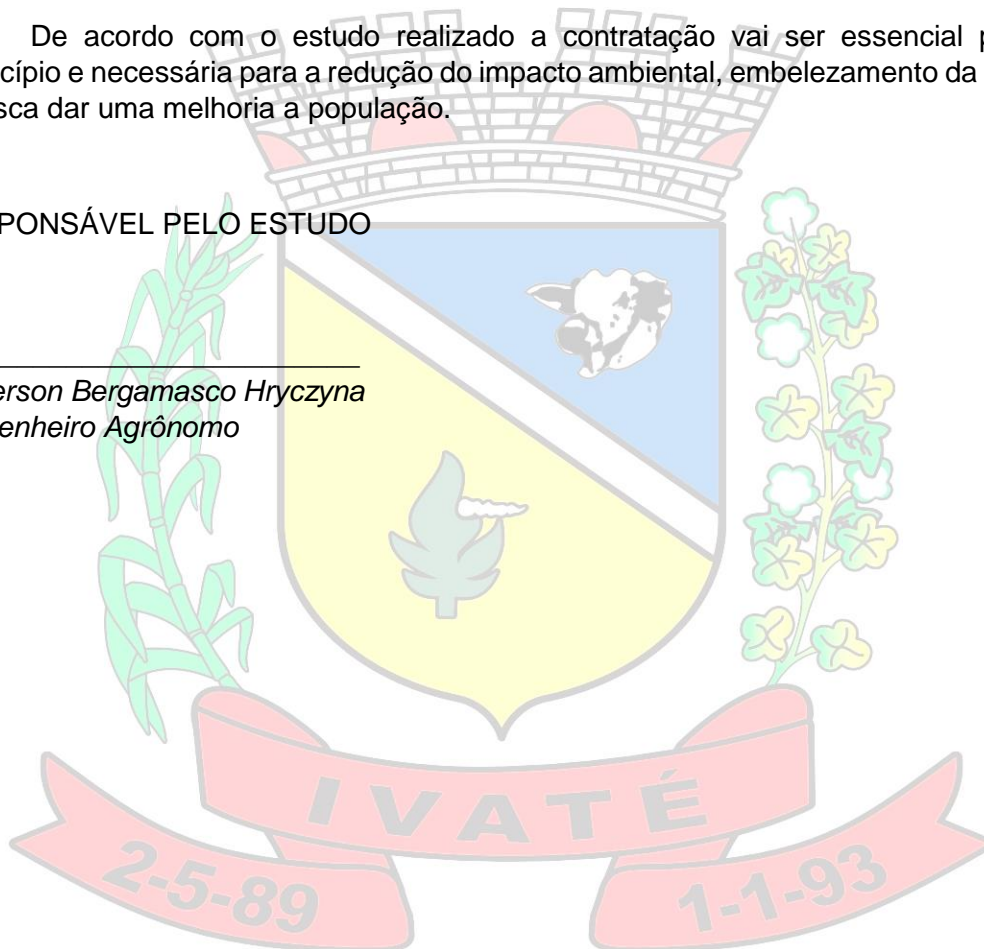 De acordo com o estudo realizado a contratação vai ser essencial p
cípio e necessária para a redução do impacto ambiental, embelezamento da
sca dar uma melhoria a população.
PONSÁVEL PELO ESTUDO
erson Bergamasco Hryczyna
enheiro Agrônomo
IVATÉ
2-5-89
1-1-93